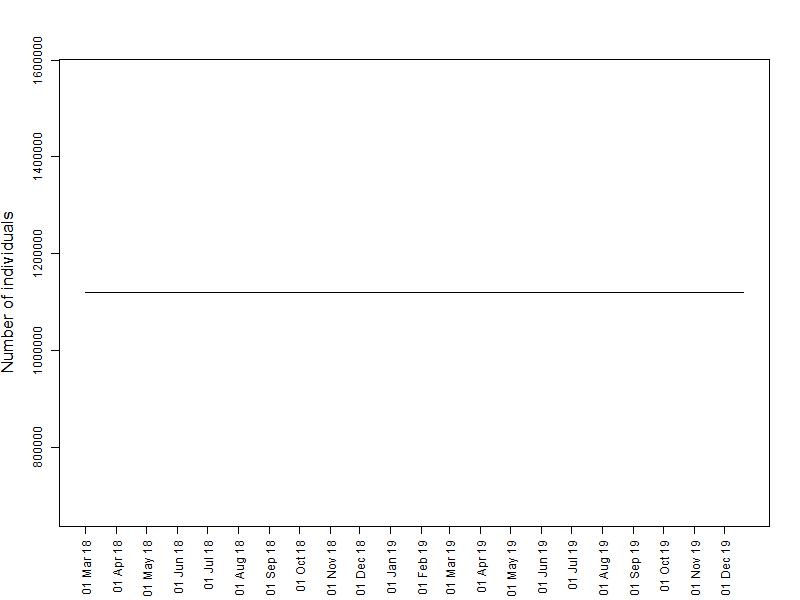 Number of individuals
1600000
1400000
1200000
1000000
800000
01 Mar 18
01 Apr 18
01 May 18
01 Jun 18
01 Jul 18
01 Aug 18
01 Sep 18
01 Oct 18
01 Nov 18
01 Dec 18
01 Jan 19
01 Feb 19
01 Mar 19
01 Apr 19
01 May 19
01 Jun 19
01 Jul 19
01 Aug 19
01 Sep 19
01 Oct 19
01 Nov 19
01 Dec 19